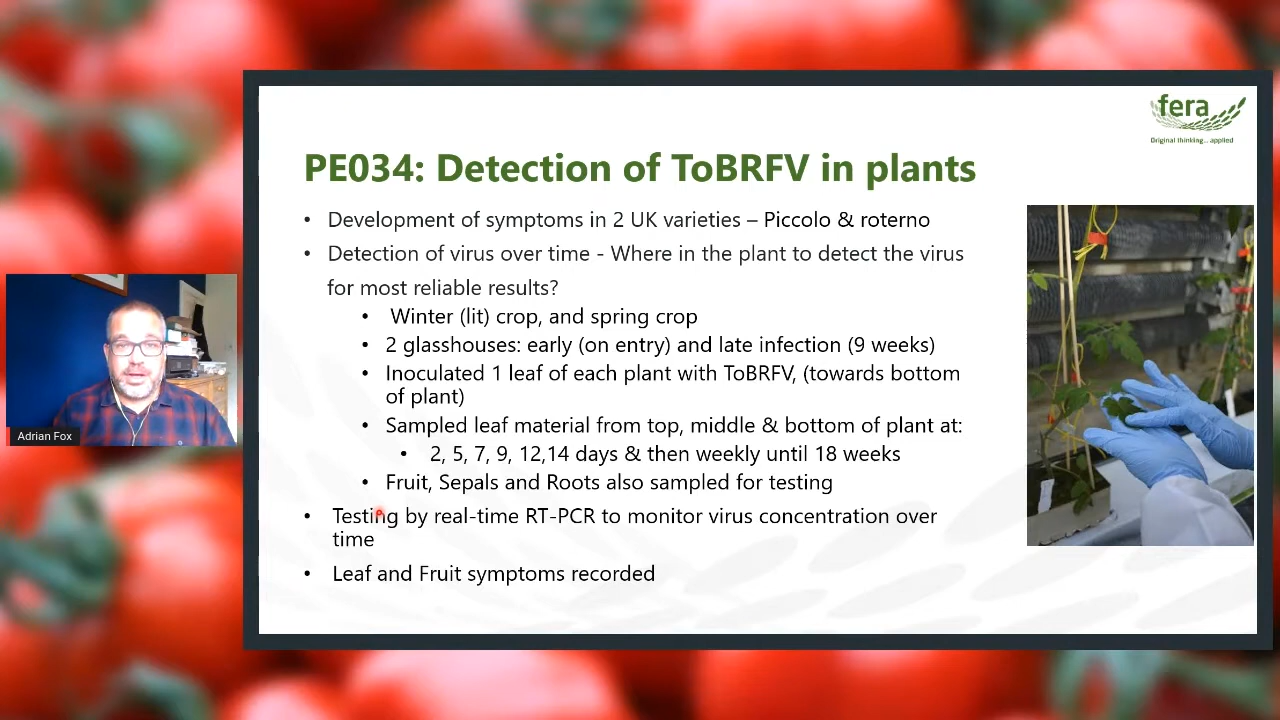 fera
Original thinking... applied
PE034: Detection of ToBRFV in plants
• Development of symptoms in 2 UK varieties – Piccolo & roterno
• Detection of virus over time - Where in the plant to detect the virus
for most reliable results?
• Winter (lit) crop, and spring crop
• 2 glasshouses: early (on entry) and late infection (9 weeks)
• Inoculated 1 leaf of each plant with ToBRFV, (towards bottom
of plant)
• Sampled leaf material from top, middle & bottom of plant at:
• 2, 5, 7, 9, 12,14 days & then weekly until 18 weeks
• Fruit, Sepals and Roots also sampled for testing
• Testing by real-time RT-PCR to monitor virus concentration over
time
• Leaf and Fruit symptoms recorded
Adrian Fox